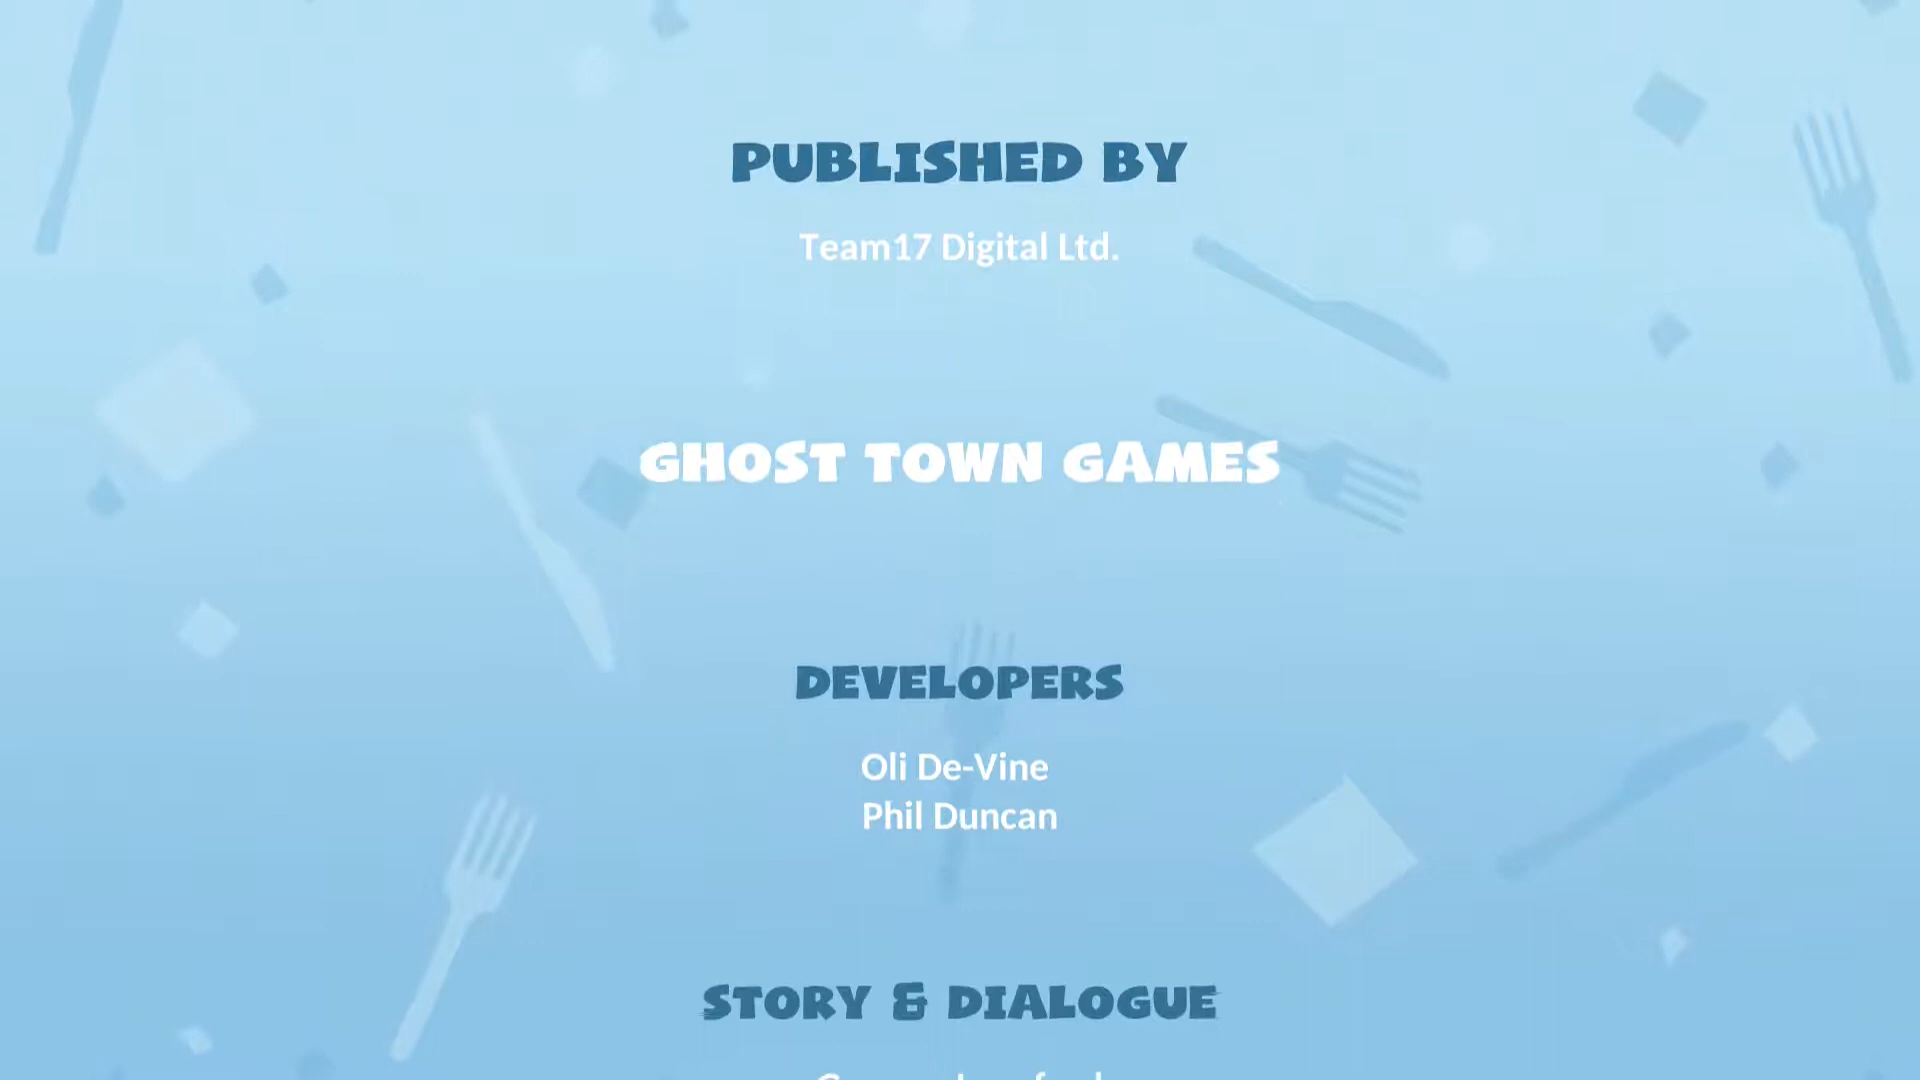 PUBLISHED BY
Team17 Digital Ltd.
GHOST TOWN GAMES
DEVELOPERS
Oli De-Vine
Phil Duncan
STORY & DIALOGUE